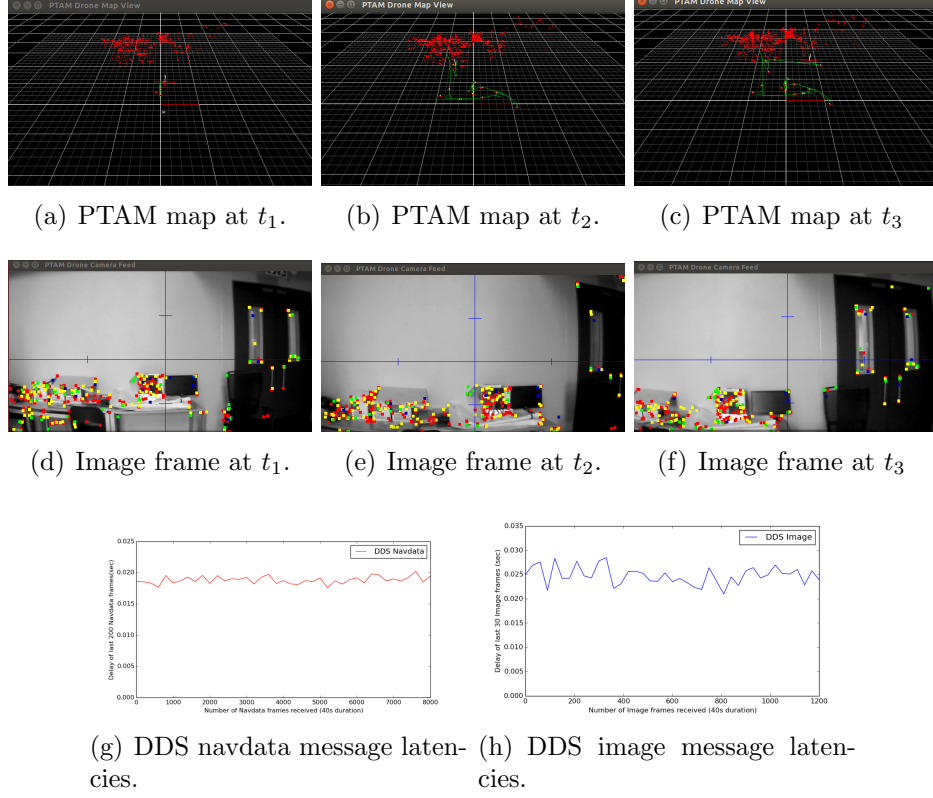 PTAM Drone Map View
PTAM Drone Map View
PTAM Drone Map View
(a) PTAM map at t1.
(b) PTAM map at t2.
(c) PTAM map at t3
PTAM Drone Camera Feed
PTAM Drone Camera Feed
PTAM Drone Camera Feed
(d) Image frame at t1.
(e) Image frame at t2.
(f) Image frame at t3
0.025
0.020
0.015
0.010
0.005
0.000
Delay of last 200 Navdata frames(sec)
DDS Navdata
0 1000 2000 3000 4000 5000 6000 7000 8000
Number of Navdata frames received (40s duration)
0.035
0.030
0.025
0.020
0.015
0.010
0.005
0.000
Delay of last 30 Image frames (sec)
DDS Image
0 200 400 600 800 1000 1200
Number of Image frames received (40s duration)
(g) DDS navdata message laten-
cies.
(h) DDS image message laten-
cies.